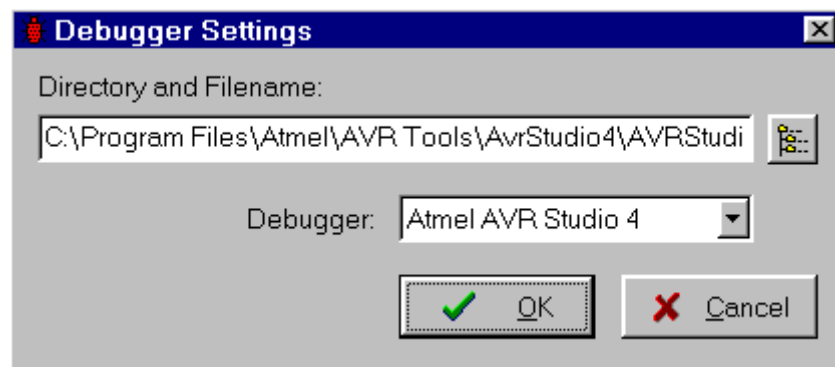 Debugger Settings
Directory and Filename:
C:\Program Files\Atmel\AVR Tools\AvrStudio4\AVRStudi
Debugger: Atmel AVR Studio 4
OK Cancel